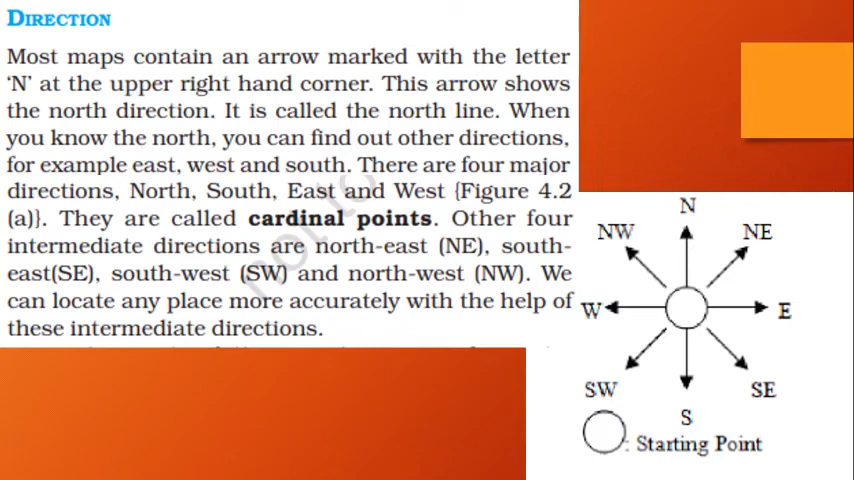 DIRECTION
Most maps contain an arrow marked with the letter
‘N’ at the upper right hand corner. This arrow shows
the north direction. It is called the north line. When
you know the north, you can find out other directions,
for example east, west and south. There are four major
directions, North, South, East and West {Figure 4.2
(a)}. They are called cardinal points. Other four
intermediate directions are north-east (NE), south-
east(SE), south-west (SW) and north-west (NW). We
can locate any place more accurately with the help of
these intermediate directions.
not to
N
NW NE
W E
SW SE
S
: Starting Point